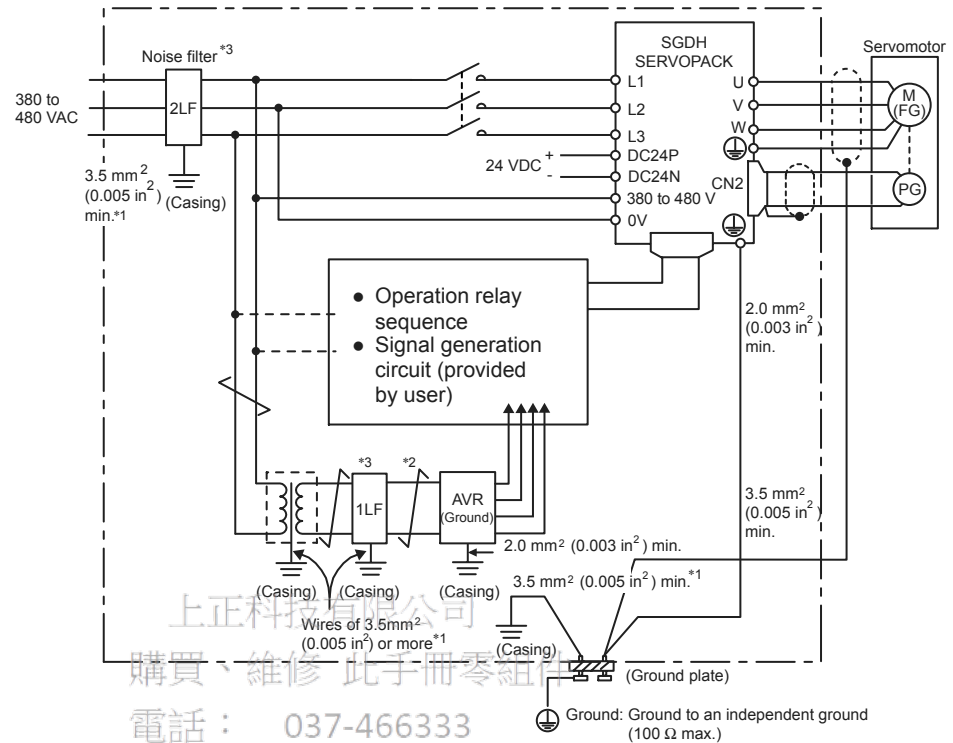 Noise filter*3
380 to
480 VAC
2LF
3.5 mm2
(0.005 in2)
min.*1
(Casing)
SGDH
SERVOPACK
L1
L2
L3
24 VDC + -
DC24P
DC24N
380 to 480 V
0V
U
V
W
CN2
Servomotor
M
(FG)
PG
• Operation relay
sequence
• Signal generation
circuit (provided
by user)
2.0 mm2
(0.003 in2)
min.
*3
*2
1LF
AVR
(Ground)
3.5 mm2
(0.005 in2)
min.
2.0 mm2 (0.003 in2) min.
3.5 mm2 (0.005 in2) min.*1
(Casing)
(Casing)
(Casing)
上正科技有限公司
Wires of 3.5mm2
(0.005 in2) or more*1
(Casing)
購買、維修 此手冊零組件
(Ground plate)
電話： 037-466333
Ground: Ground to an independent ground
(100 Ω max.)